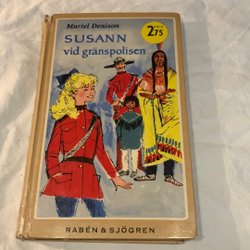 Muriel Denison
SUSANN
vid gränspolisen
2 75
RABÉN & SJÖGREN